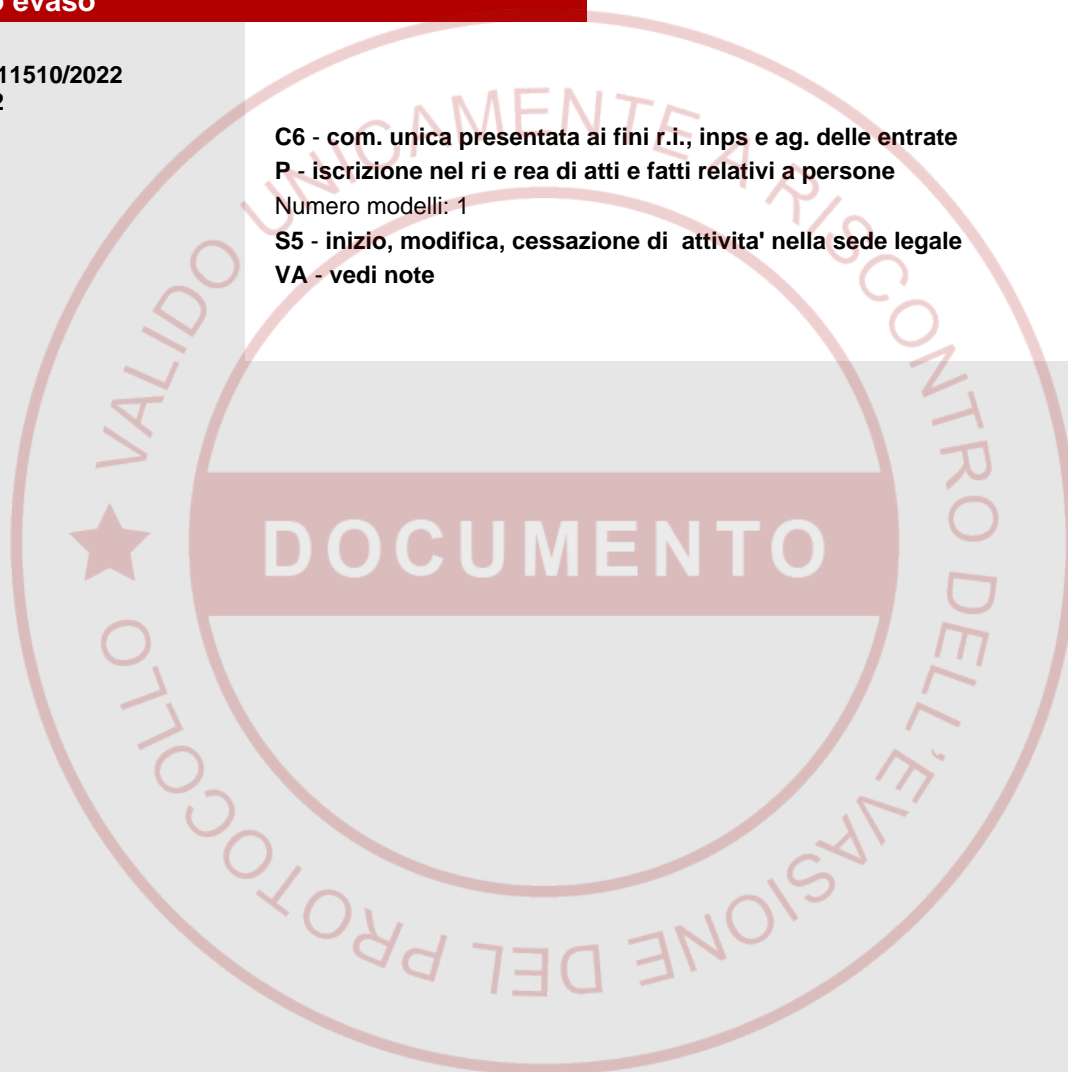 evaso
11510/2022
2
C6 - com. unica presentata ai fini r.i., inps e ag. delle entrate
P - iscrizione nel ri e rea di atti e fatti relativi a persone
Numero modelli: 1
S5 - inizio, modifica, cessazione di  attivita' nella sede legale
VA - vedi note
VALIDO UNICAMENTE A RISCONTRO DELL'EVASIONE DEL PROTOCOLLO
DOCUMENTO